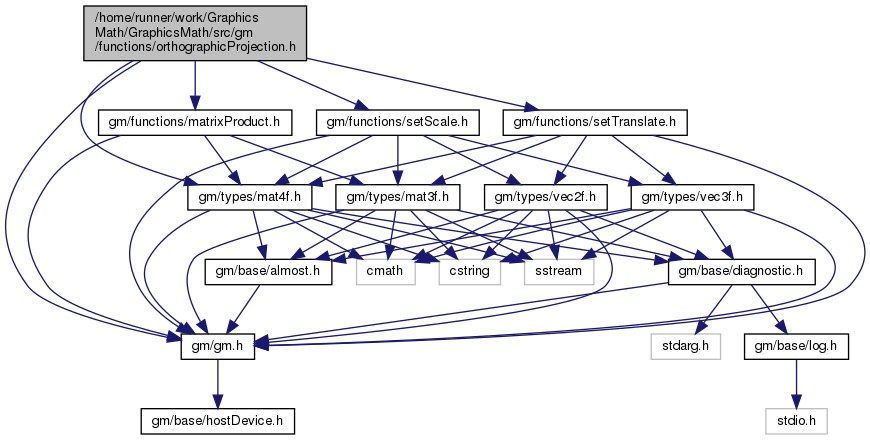 /home/runner/work/Graphics
Math/GraphicsMath/src/gm
/functions/orthographicProjection.h
gm/functions/matrixProduct.h
gm/functions/setScale.h
gm/functions/setTranslate.h
gm/types/mat4f.h
gm/types/mat3f.h
gm/types/vec2f.h
gm/types/vec3f.h
gm/base/almost.h
cmath
cstring
sstream
gm/base/diagnostic.h
gm/gm.h
stdarg.h
gm/base/log.h
gm/base/hostDevice.h
stdio.h